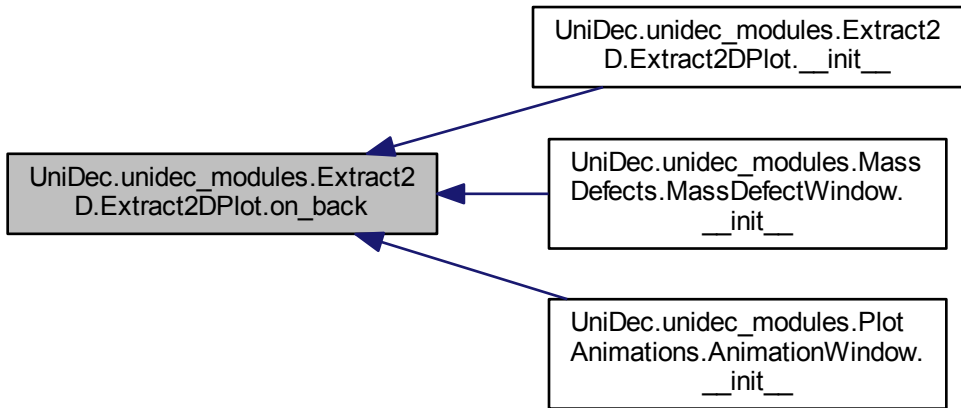 UniDec.unidec_modules.Extract2
D.Extract2DPlot.__init__
UniDec.unidec_modules.Extract2
D.Extract2DPlot.on_back
UniDec.unidec_modules.Mass
Defects.MassDefectWindow.
__init__
UniDec.unidec_modules.Plot
Animations.AnimationWindow.
__init__